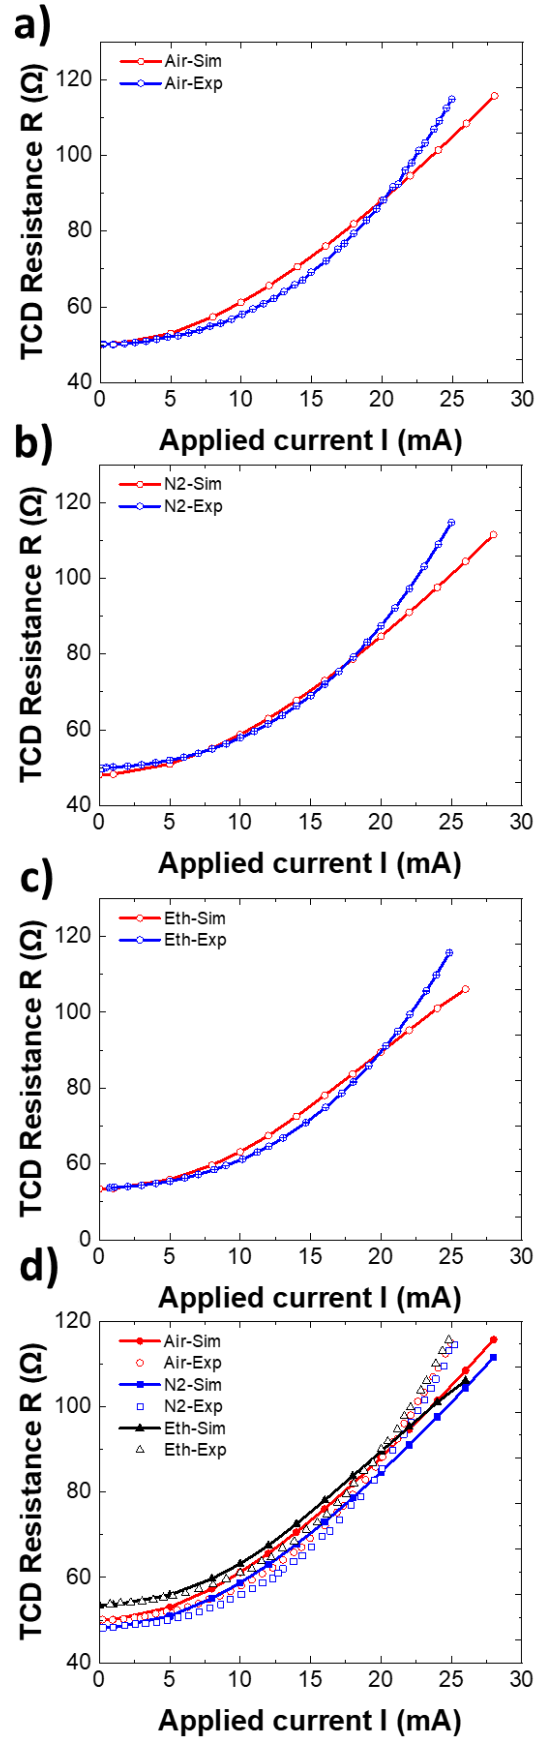 a)
Air-Sim
Air-Exp
120
100
80
60
40
TCD Resistance R (Ω)
0 5 10 15 20 25 30
Applied current I (mA)
b)
N2-Sim
N2-Exp
120
100
80
60
40
TCD Resistance R (Ω)
0 5 10 15 20 25 30
Applied current I (mA)
c)
Eth-Sim
Eth-Exp
120
100
80
60
0
TCD Resistance R (Ω)
0 5 10 15 20 25 30
Applied current I (mA)
d)
120
Air-Sim
Air-Exp
N2-Sim
N2-Exp
Eth-Sim
Eth-Exp
100
80
60
40
TCD Resistance R (Ω)
0 5 10 15 20 25 30
Applied current I (mA)